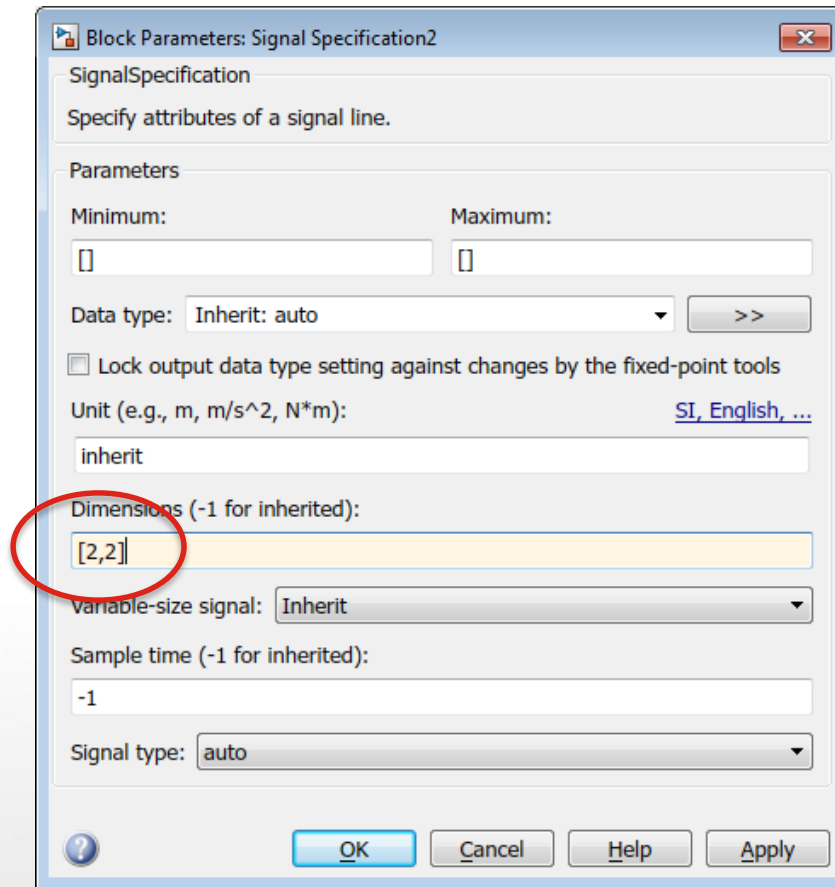 Block Parameters: Signal Specification2
SignalSpecification
Specify attributes of a signal line.
Parameters
Minimum: Maximum:
[] []
Data type: Inherit: auto >>
Lock output data type setting against changes by the fixed-point tools
Unit (e.g., m, m/s^2, N*m): SI, English, ...
inherit
Dimensions (-1 for inherited):
[2,2]
Variable-size signal: Inherit
Sample time (-1 for inherited):
-1
Signal type: auto
? OK Cancel Help Apply